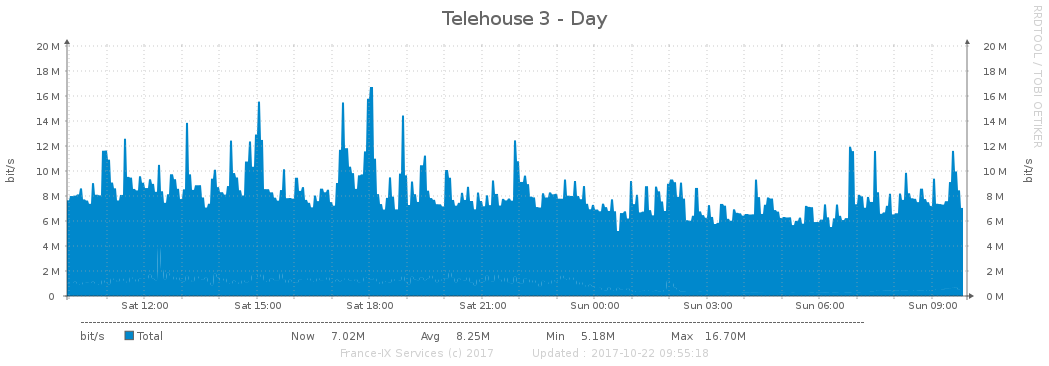 Telehouse 3 - Day
RRDTOOL / TOBI OETIKER
bit/s
20 M 20 M
18 M 18 M
16 M 16 M
14 M 14 M
12 M 12 M
10 M 10 M
8 M 8 M
6 M 6 M
4 M 4 M
2 M 2 M
0 0 M
bit/s
Sat 12:00 Sat 15:00 Sat 18:00 Sat 21:00 Sun 00:00 Sun 03:00 Sun 06:00 Sun 09:00
bit/s Total Now 7.02M Avg 8.25M Min 5.18M Max 16.70M
France-IX Services (c) 2017 Updated : 2017-10-22 09:55:18